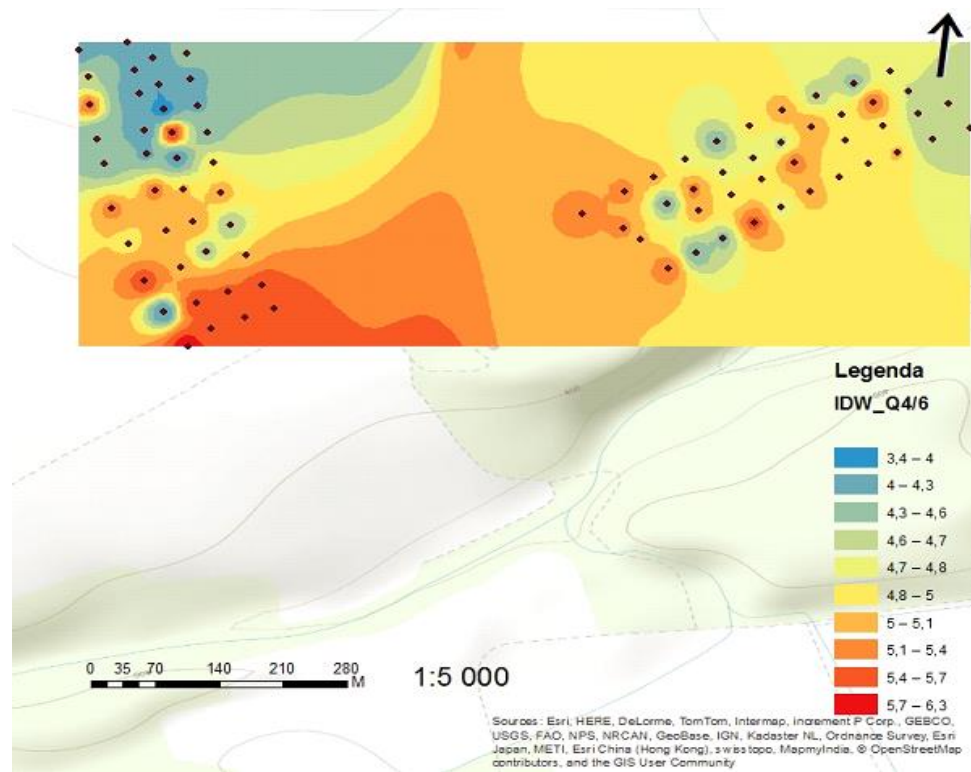 Legenda
IDW_Q4/6
3,4 – 4
4 – 4,3
4,3 – 4,6
4,6 – 4,7
4,7 – 4,8
4,8 – 5
5 – 5,1
5,1 – 5,4
5,4 – 5,7
5,7 – 6,3
0 35 70 140 210 280
M
1:5 000
Sources: Esri, HERE, DeLorme, TomTom, Intermap, increment P Corp., GEBCO,
USGS, FAO, NPS, NRCAN, GeoBase, IGN, Kadaster NL, Ordnance Survey, Esri
Japan, METI, Esri China (Hong Kong), swisstopo, MapmyIndia, © OpenStreetMap
contributors, and the GIS User Community